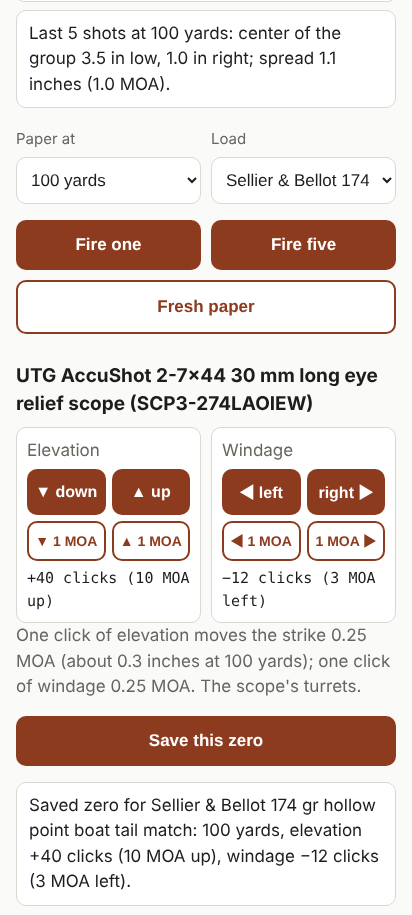 Last 5 shots at 100 yards: center of the
group 3.5 in low, 1.0 in right; spread 1.1
inches (1.0 MOA).
Paper at
Load
100 yards
Sellier & Bellot 174
Fire one
Fire five
Fresh paper
UTG AccuShot 2-7×44 30 mm long eye
relief scope (SCP3-274LAOIEW)
Elevation
▼ down
▲ up
▼ 1 MOA
▲ 1 MOA
+40 clicks (10 MOA
up)
Windage
◀ left
right ▶
◀ 1 MOA
1 MOA ▶
−12 clicks (3 MOA
left)
One click of elevation moves the strike 0.25
MOA (about 0.3 inches at 100 yards); one click
of windage 0.25 MOA. The scope's turrets.
Save this zero
Saved zero for Sellier & Bellot 174 gr hollow
point boat tail match: 100 yards, elevation
+40 clicks (10 MOA up), windage −12 clicks
(3 MOA left).